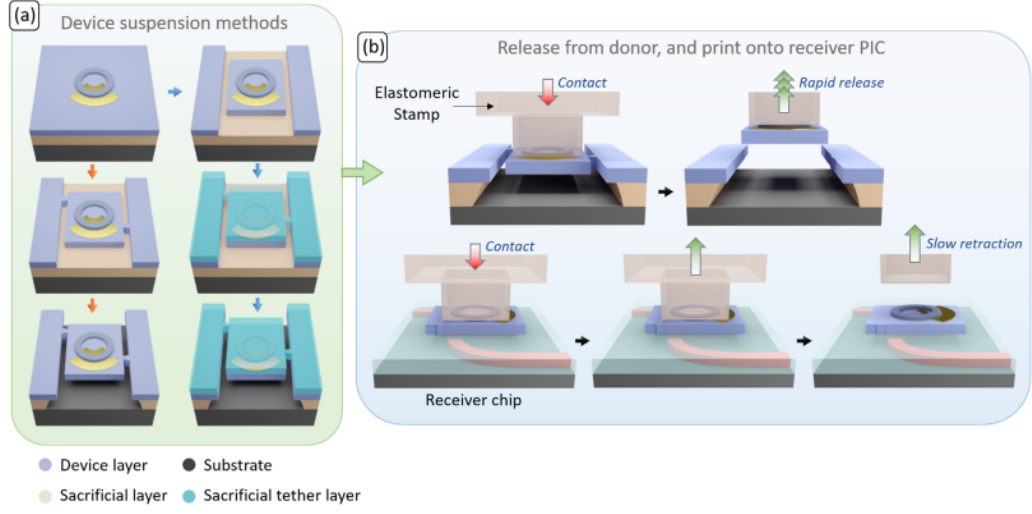 (a)
Device suspension methods
(b)
Release from donor, and print onto receiver PIC
Elastomeric
Stamp
Contact
Rapid release
Contact
Slow retraction
Receiver chip
Device layer
Substrate
Sacrificial layer
Sacrificial tether layer